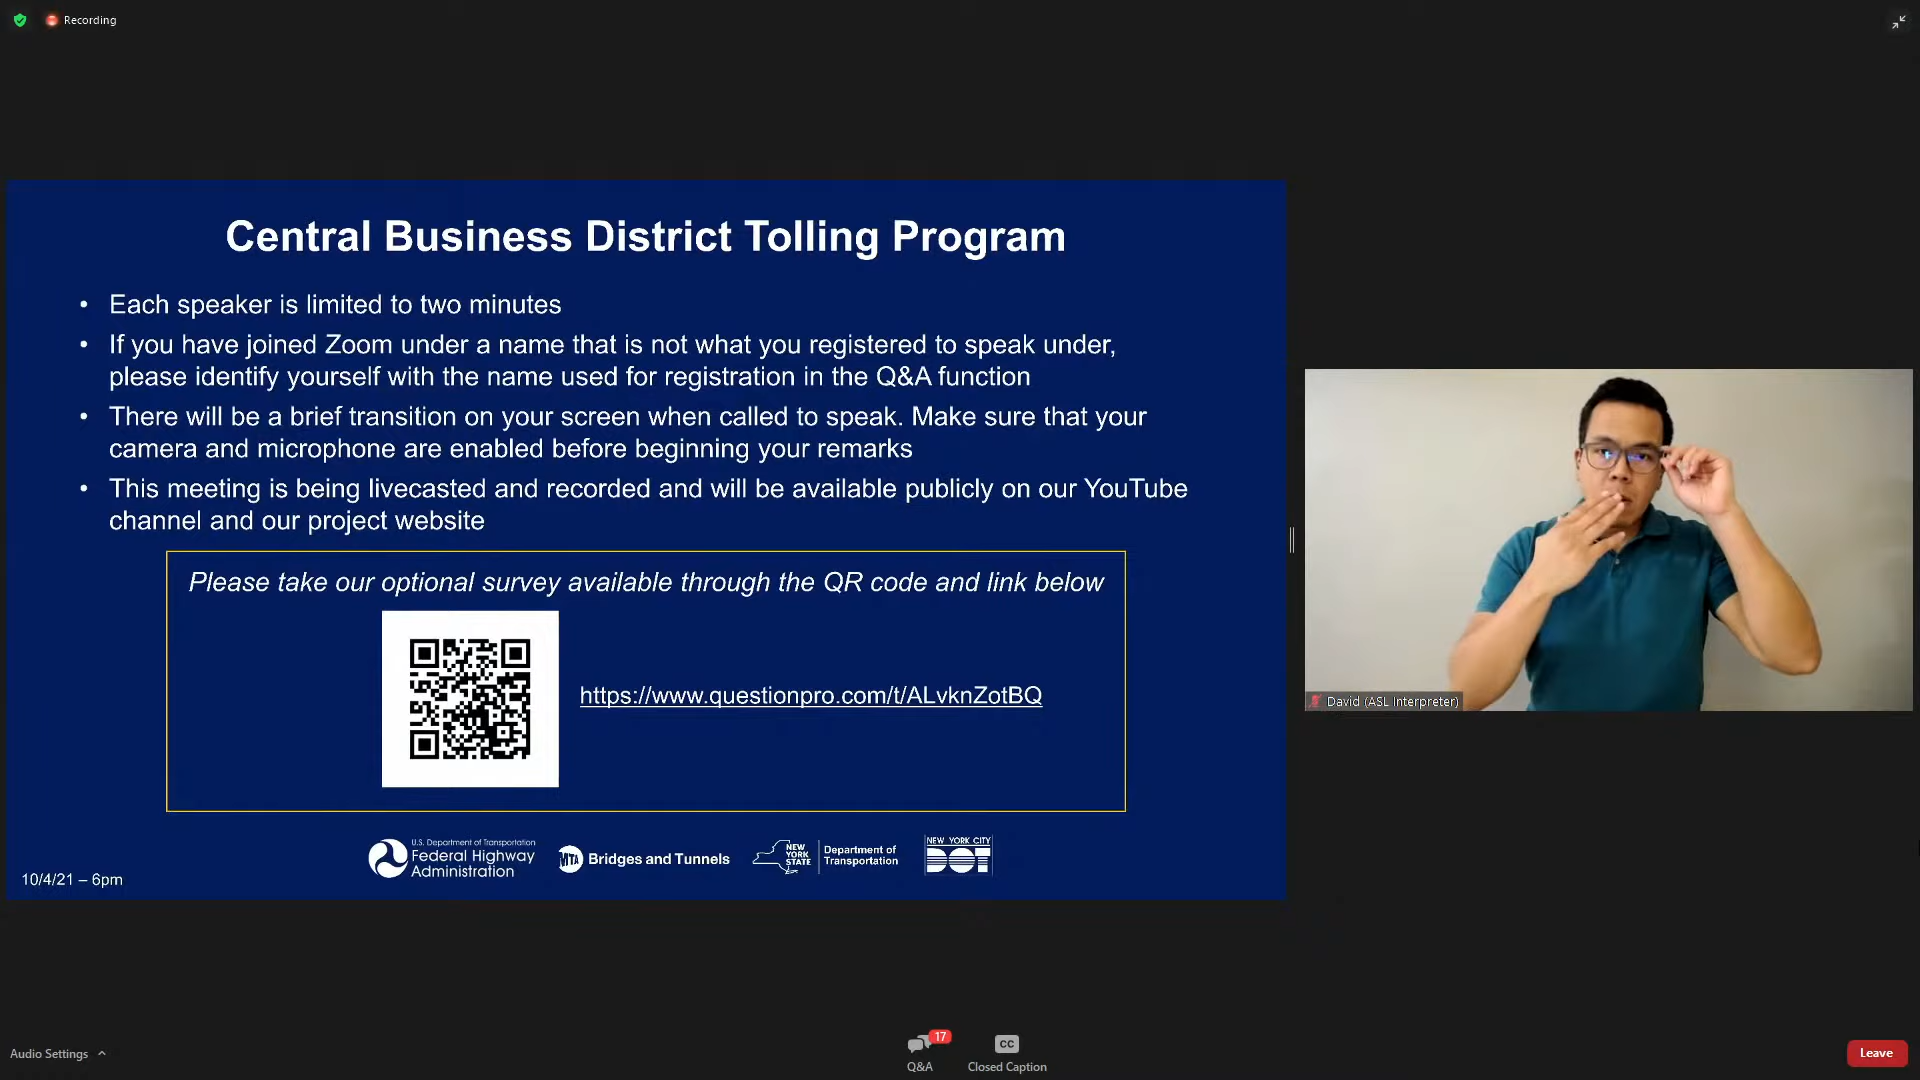 Recording
Central Business District Tolling Program
• Each speaker is limited to two minutes
• If you have joined Zoom under a name that is not what you registered to speak under,
please identify yourself with the name used for registration in the Q&A function
• There will be a brief transition on your screen when called to speak. Make sure that your
camera and microphone are enabled before beginning your remarks
• This meeting is being livecasted and recorded and will be available publicly on our YouTube
channel and our project website
Please take our optional survey available through the QR code and link below
https://www.questionpro.com/t/ALvknZotBQ
U.S. Department of Transportation
Federal Highway
Administration
MTA Bridges and Tunnels
NEW
YORK
STATE
Department of
Transportation
NEW YORK CITY
DOT
10/4/21 – 6pm
David (ASL Interpreter)
Audio Settings
17
Q&A
CC
Closed Caption
Leave